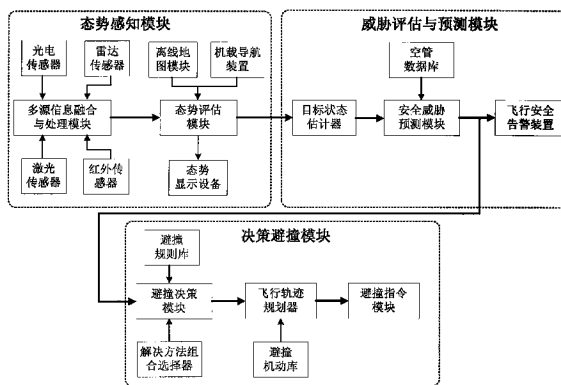 态势感知模块
光电
传感器
雷达
传感器
离线地
图模块
机载导航
装置
多源信息融合
与处理模块
态势评估
模块
激光
传感器
红外传
感器
态势
显示设备
威胁评估与预测模块
空管
数据库
目标状态
估计器
安全威胁
预测模块
飞行安全
告警装置
决策避撞模块
避撞
规则库
避撞决策
模块
飞行轨迹
规划器
避撞指令
模块
解决方法组
合选择器
避撞
机动库